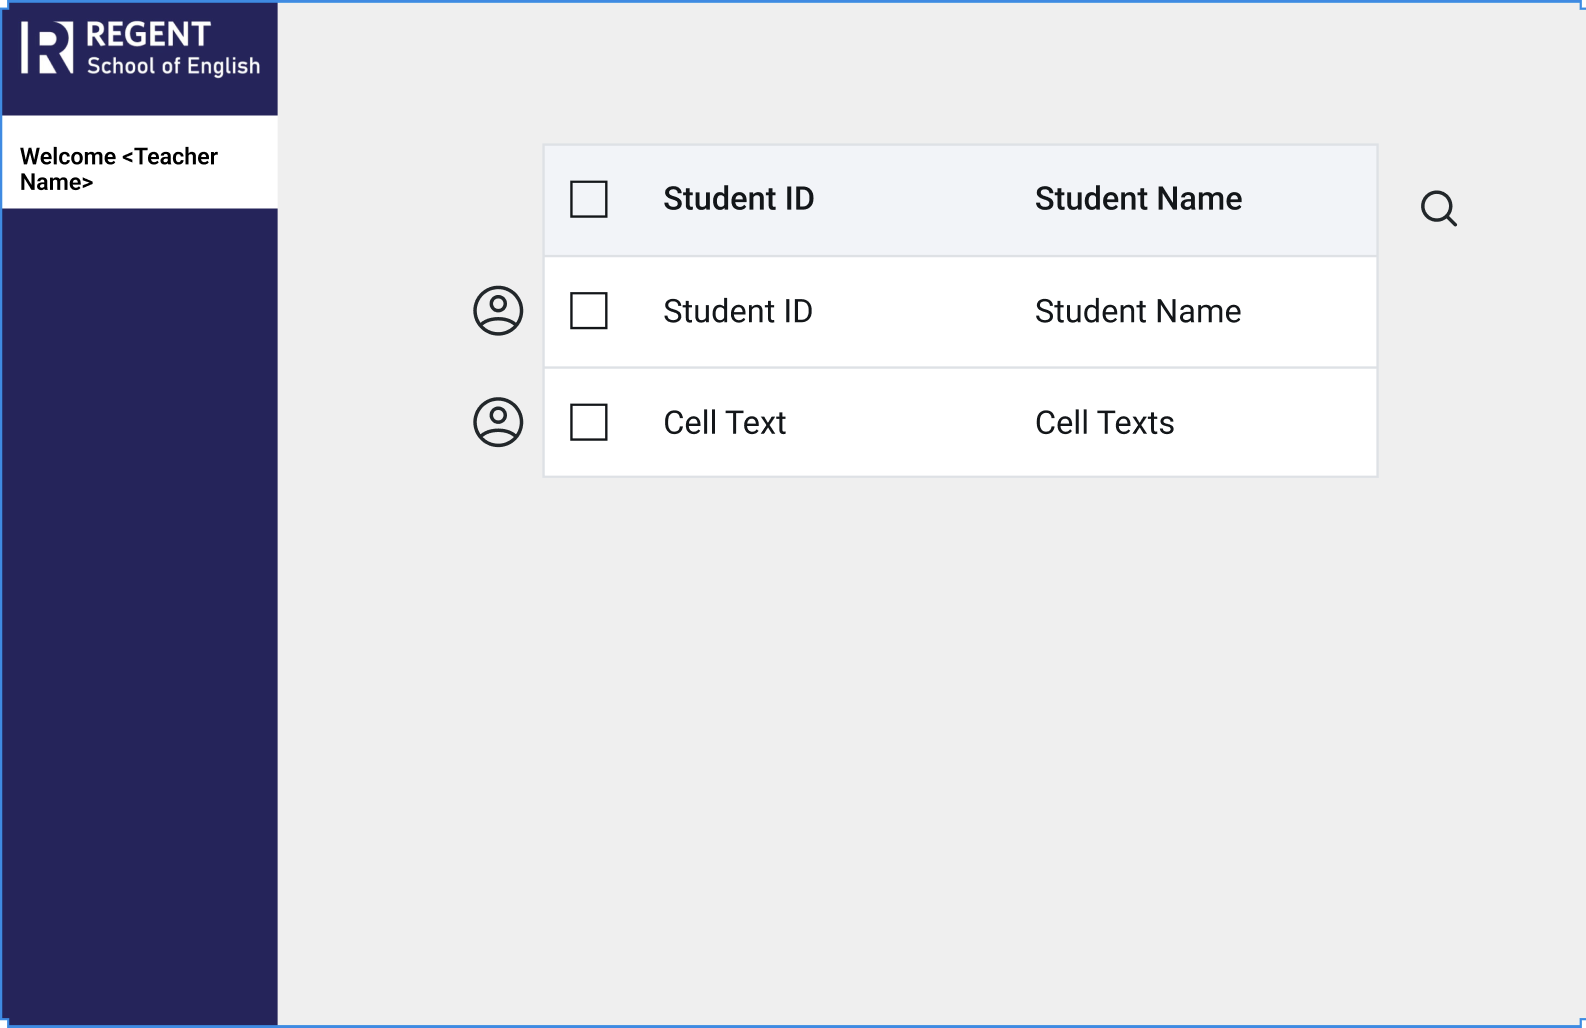 REGENT
School of English
Welcome <Teacher
Name>
Student ID Student Name
Student ID Student Name
Cell Text Cell Texts